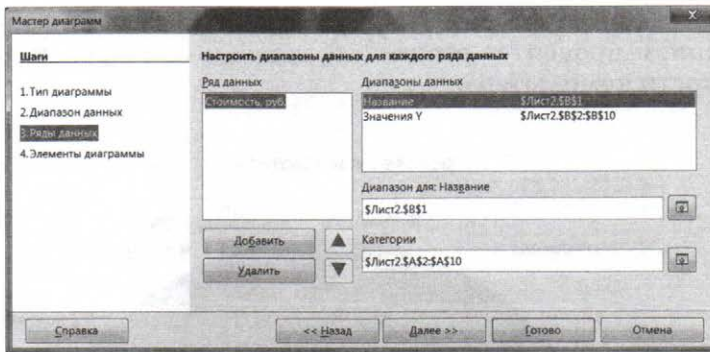 Мастер диаграмм
X
Шаги
1.Тип диаграммы
2.Диапазон данных
3.Ряды данных
4.Элементы диаграммы
Настроить диапазоны данных для каждого ряда данных
Ряд данных
Стоимость, руб.
Добавить
Удалить
Диапазоны данных
Название $Лист2.$B$1
Значения Y $Лист2.$B$2:$B$10
Диапазон для: Название
$Лист2.$B$1
Категории
$Лист2.$A$2:$A$10
Справка
<< Назад
Далее >>
Готово
Отмена